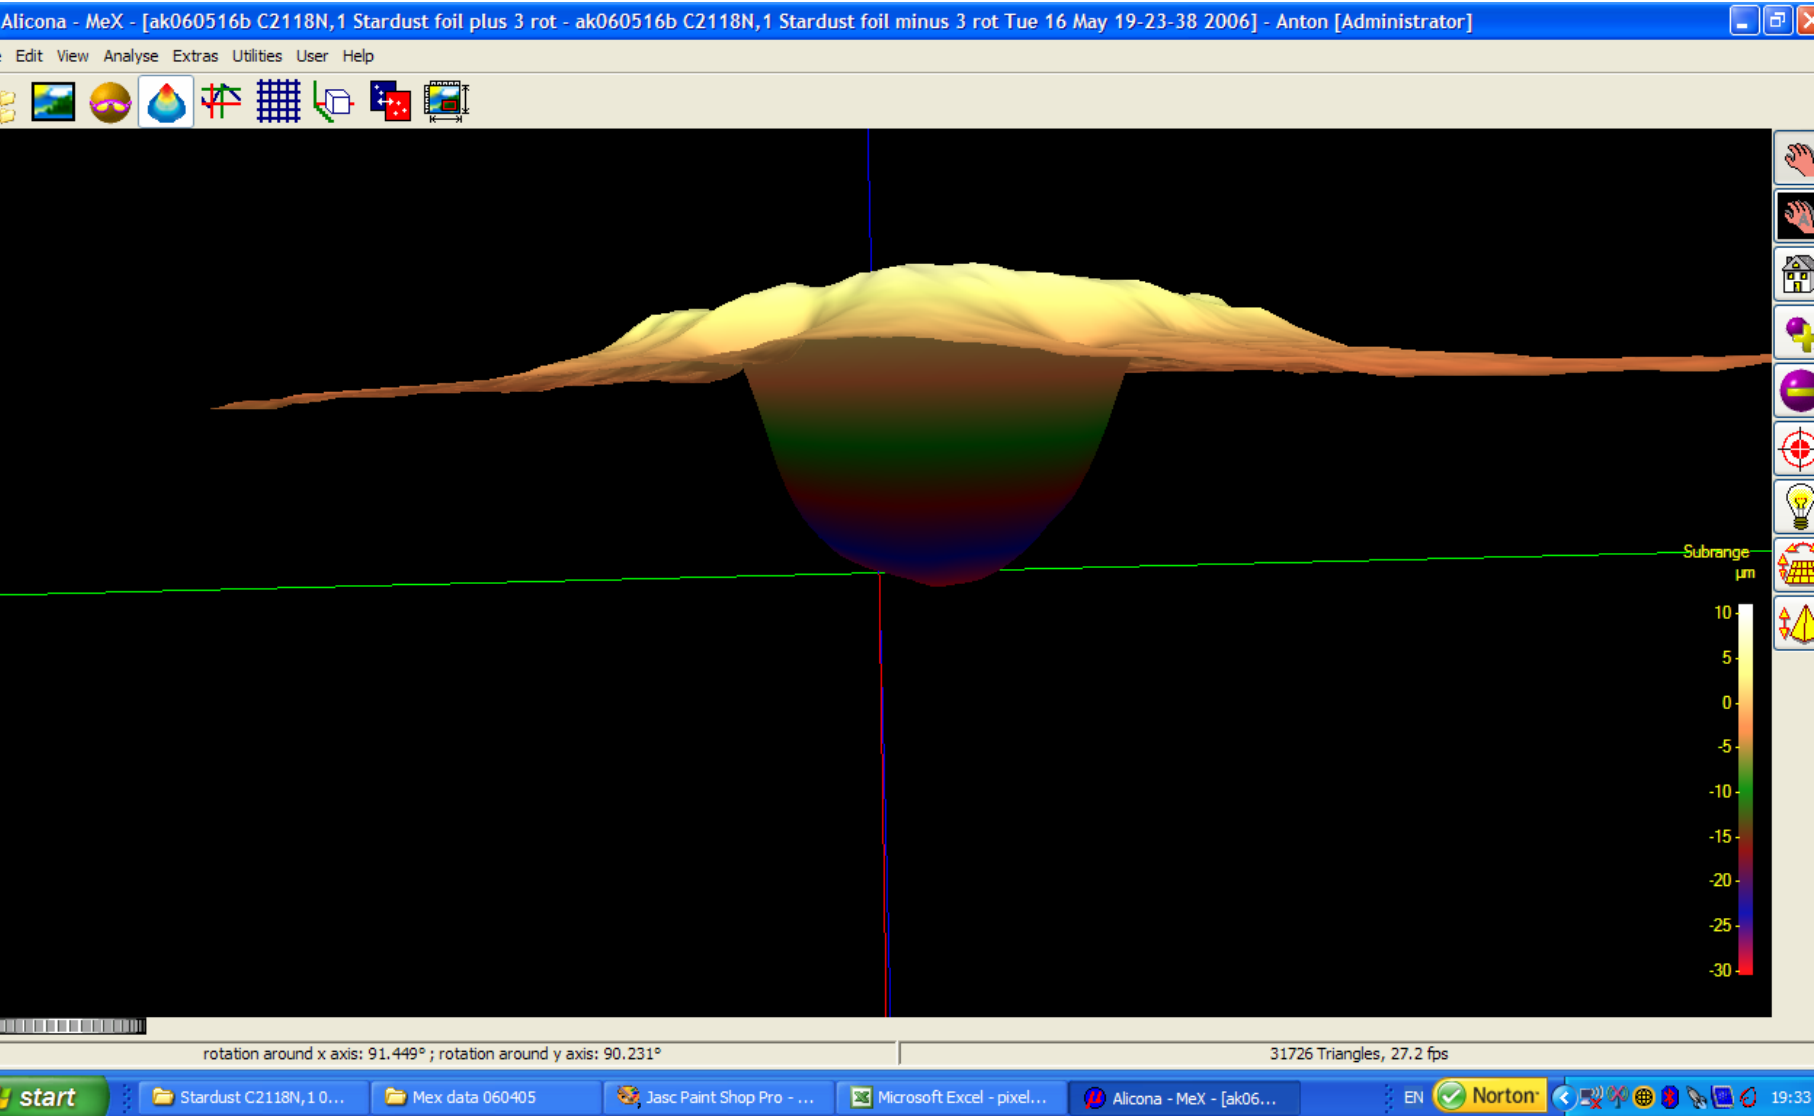 Alicona - MeX - [ak060516b C2118N,1 Stardust foil plus 3 rot - ak060516b C2118N,1 Stardust foil minus 3 rot Tue 16 May 19-23-38 2006] - Anton [Administrator]
Edit View Analyse Extras Utilities User Help
Subrange
µm
10
5
0
-5
-10
-15
-20
-25
-30
rotation around x axis: 91.449° ; rotation around y axis: 90.231°
31726 Triangles, 27.2 fps
start Stardust C2118N,1 0... Mex data 060405 Jasc Paint Shop Pro - ... Microsoft Excel - pixel... Alicona - MeX - [ak06... EN Norton 19:33